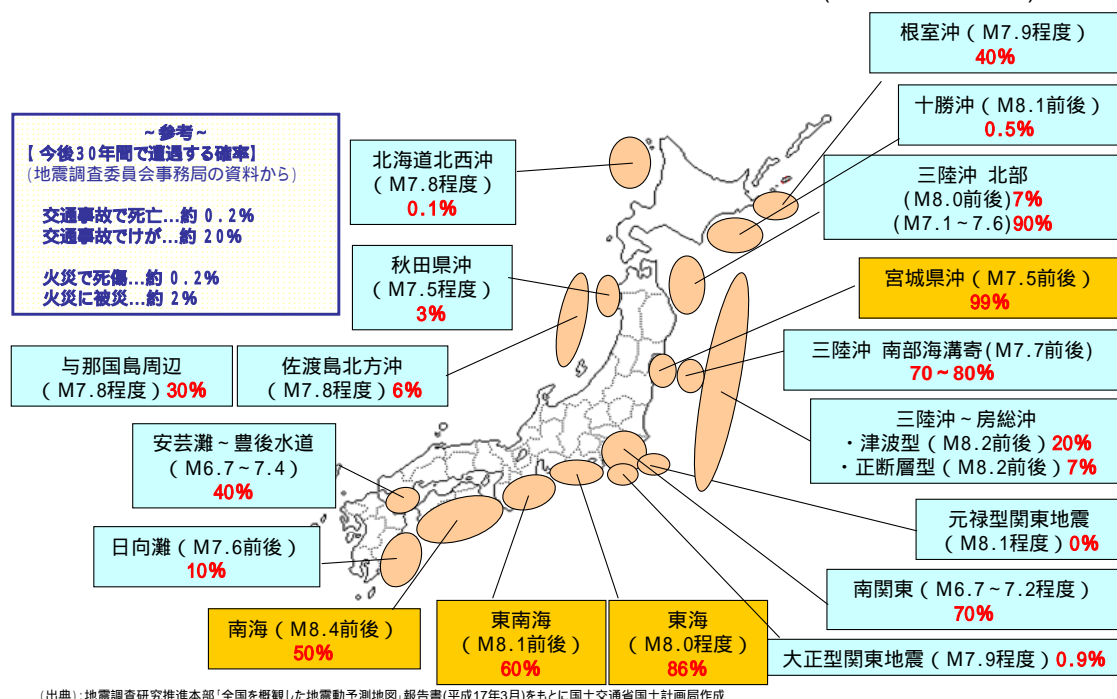 根室沖（M7.9程度）
40%
十勝沖（M8.1前後）
0.5%
～参考～
【今後30年間で遭遇する確率】
(地震調査委員会事務局の資料から)
交通事故で死亡…約 0.2%
交通事故でけが…約 20%
火災で死傷…約 0.2%
火災に被災…約 2%
北海道北西沖
（M7.8程度）
0.1%
三陸沖 北部
(M8.0前後)7%
(M7.1～7.6)90%
秋田県沖
（M7.5程度）
3%
宮城県沖（M7.5前後）
99%
与那国島周辺
（M7.8程度）30%
佐渡島北方沖
（M7.8程度）6%
三陸沖 南部海溝寄(M7.7前後)
70～80%
三陸沖～房総沖
・津波型（M8.2前後）20%
・正断層型（M8.2前後）7%
安芸灘～豊後水道
（M6.7～7.4）
40%
元禄型関東地震
（M8.1程度）0%
日向灘（M7.6前後）
10%
南関東（M6.7～7.2程度）
70%
南海（M8.4前後）
50%
東南海
（M8.1前後）
60%
東海
（M8.0程度）
86%
大正型関東地震（M7.9程度）0.9%
(出典):地震調査研究推進本部「全国を概観した地震動予測地図」報告書(平成17年3月)をもとに国土交通省国土計画局作成